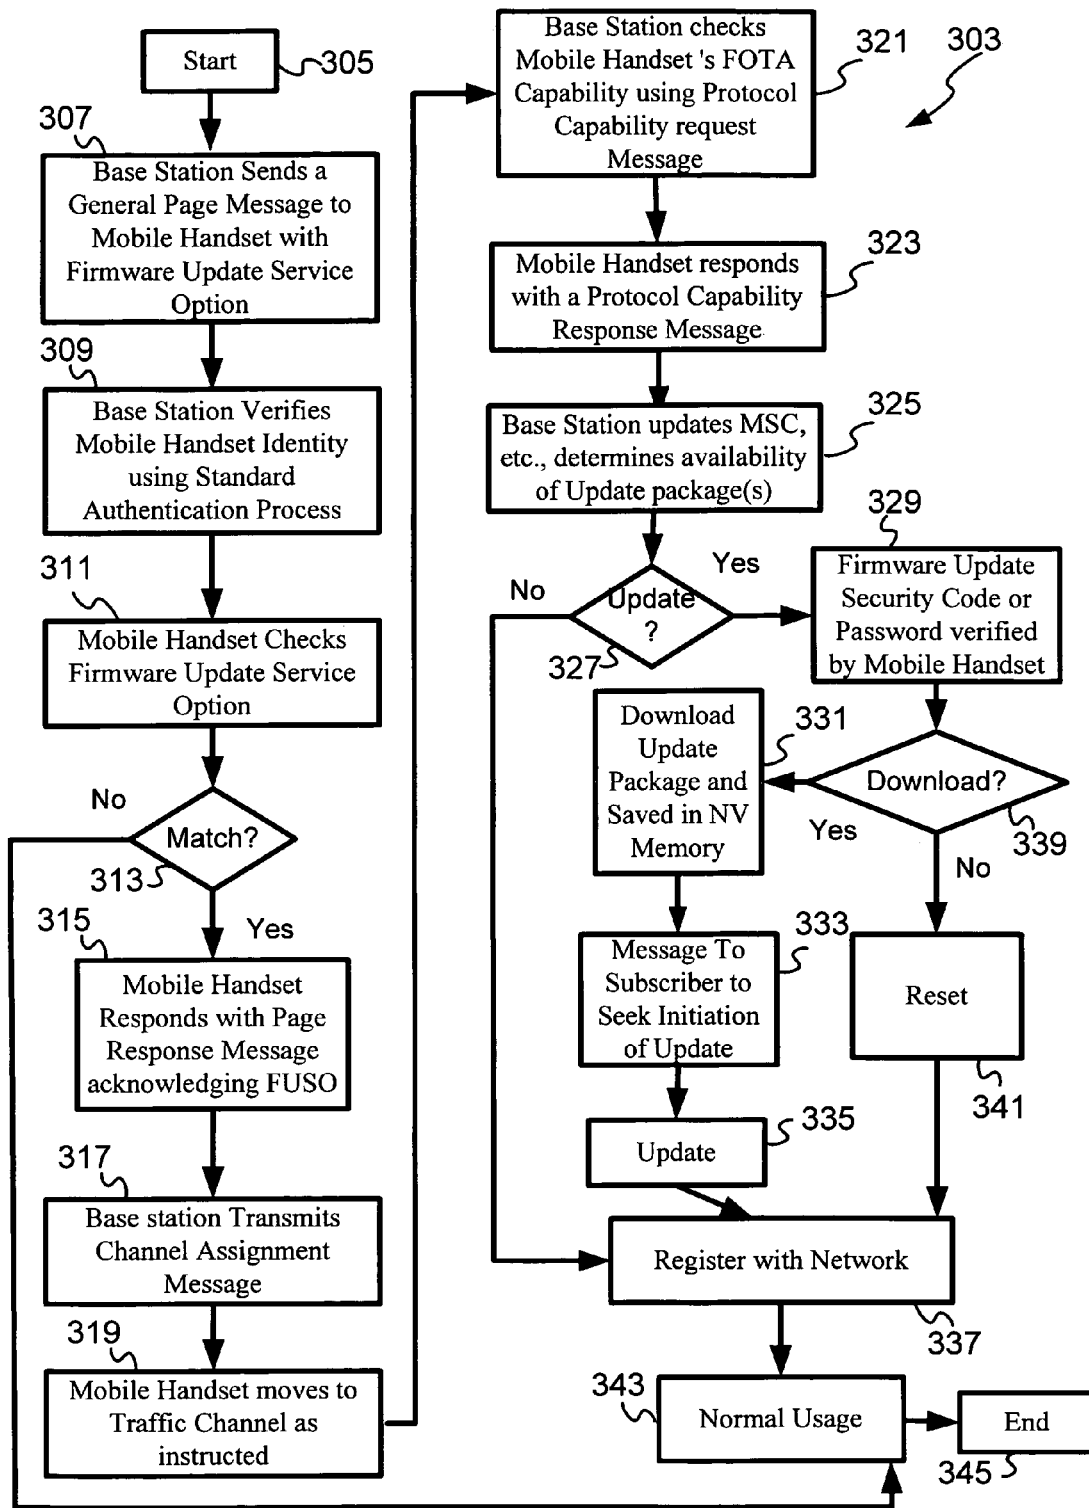 Start
305
307
Base Station Sends a
General Page Message to
Mobile Handset with
Firmware Update Service
Option
309
Base Station Verifies
Mobile Handset Identity
using Standard
Authentication Process
311
Mobile Handset Checks
Firmware Update Service
Option
No
Match?
313
Yes
315
Mobile Handset
Responds with Page
Response Message
acknowledging FUSO
317
Base station Transmits
Channel Assignment
Message
319
Mobile Handset moves to
Traffic Channel as
instructed
Base Station checks
Mobile Handset 's FOTA
Capability using Protocol
Capability request
Message
321
303
323
Mobile Handset responds
with a Protocol Capability
Response Message
325
Base Station updates MSC,
etc., determines availability
of Update package(s)
No
Update
?
327
Yes
329
Firmware Update
Security Code or
Password verified
by Mobile Handset
Download?
339
Yes
No
331
Download
Update
Package and
Saved in NV
Memory
333
Message To
Subscriber to
Seek Initiation
of Update
Reset
341
335
Update
Register with Network
337
343
Normal Usage
End
345